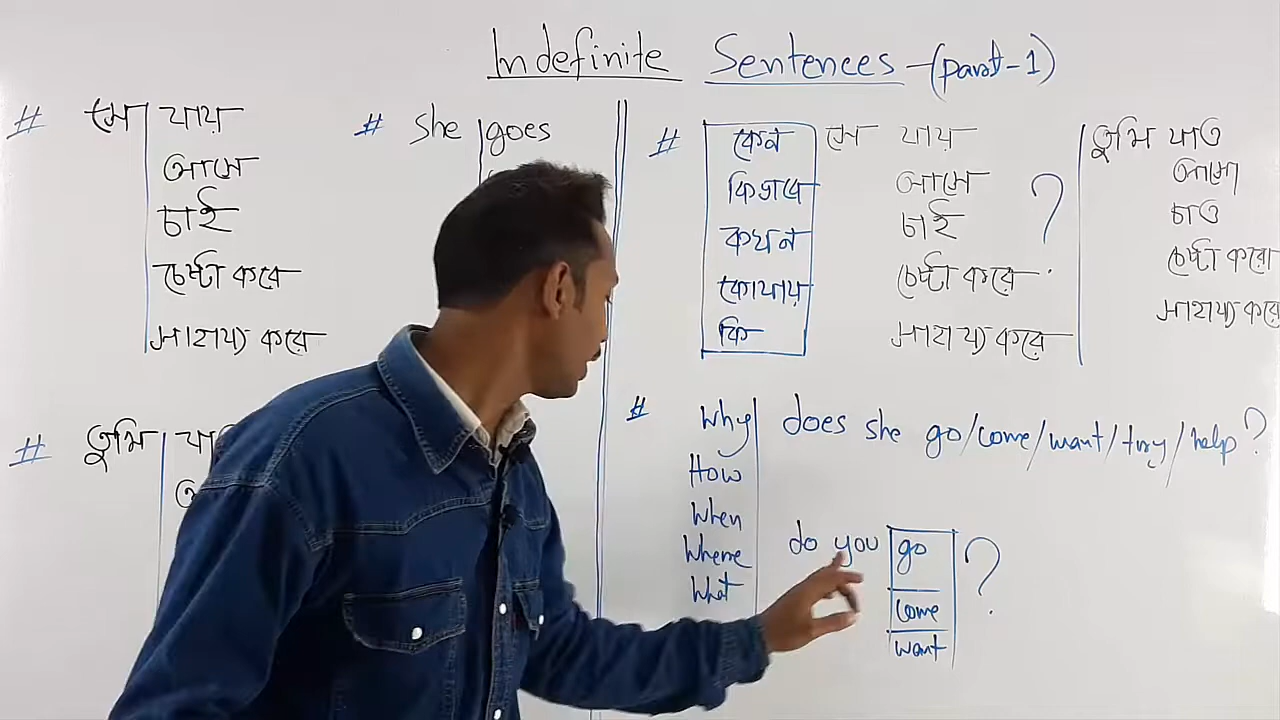 Indefinite Sentences - (part-1)
# সে যায়
আসে
চাই
চেষ্টা করে
সাহায্য করে
# she goes
# কেন সে যায়
কিভাবে আসে
কখন চাই ?
কোথায় চেষ্টা করে
কি সাহায্য করে
তুমি যাও
আসো
চাও
চেষ্টা করো
সাহায্য করো
# তুমি
# why does she go/come/want/try/help?
How
When
Where do you go ?
What come
want